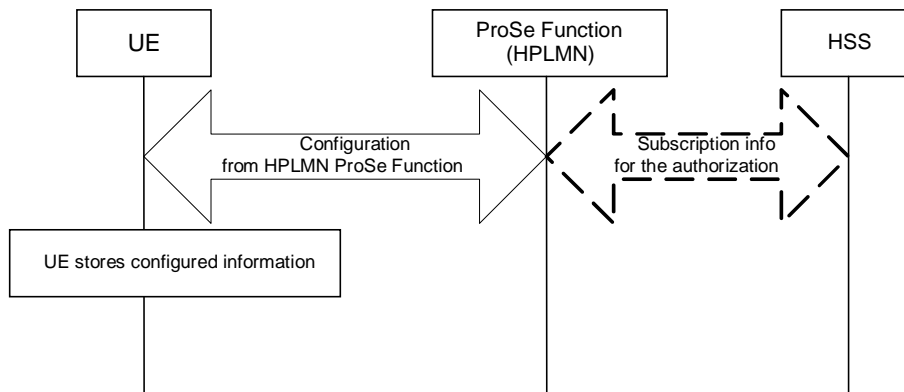 UE
ProSe Function
(HPLMN)
HSS
Configuration
from HPLMN ProSe Function
Subscription info
for the authorization
UE stores configured information